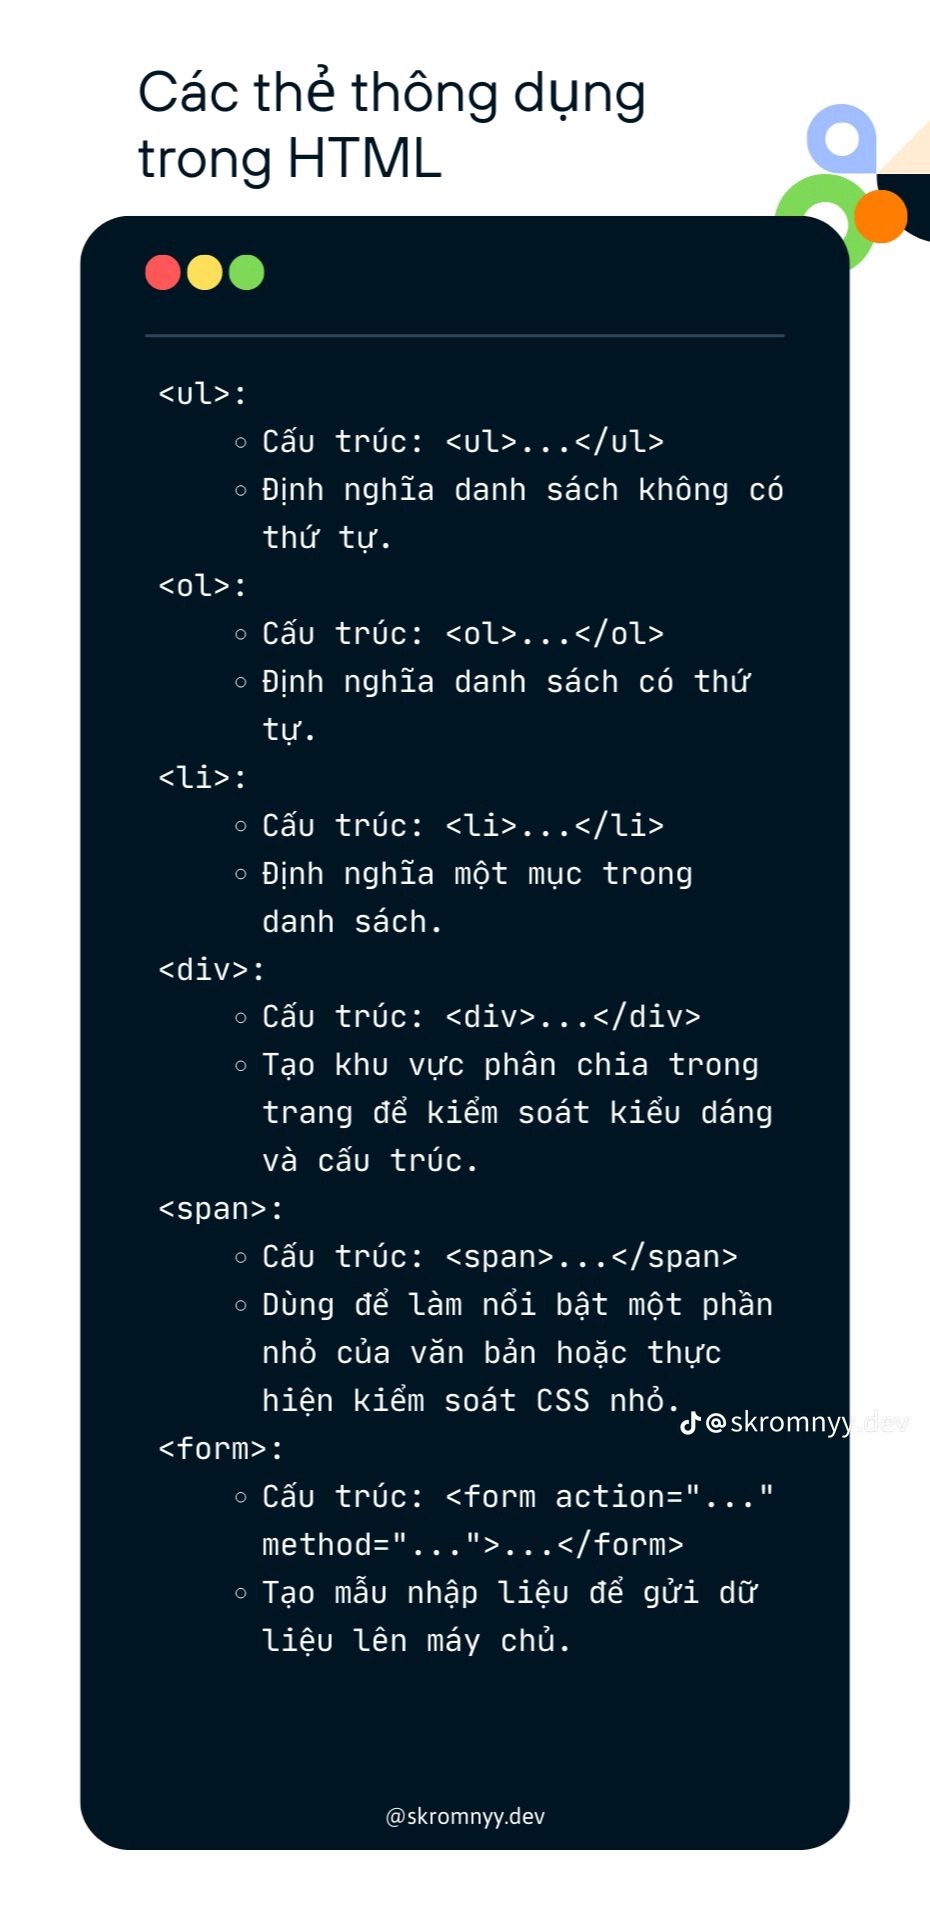 Các thẻ thông dụng
trong HTML
<ul>:
Cấu trúc: <ul>...</ul>
Định nghĩa danh sách không có
thứ tự.
<ol>:
Cấu trúc: <ol>...</ol>
Định nghĩa danh sách có thứ
tự.
<li>:
Cấu trúc: <li>...</li>
Định nghĩa một mục trong
danh sách.
<div>:
Cấu trúc: <div>...</div>
Tạo khu vực phân chia trong
trang để kiểm soát kiểu dáng
và cấu trúc.
<span>:
Cấu trúc: <span>...</span>
Dùng để làm nổi bật một phần
nhỏ của văn bản hoặc thực
hiện kiểm soát CSS nhỏ.
@skromnyy.dev
<form>:
Cấu trúc: <form action="..."
method="...">...</form>
Tạo mẫu nhập liệu để gửi dữ
liệu lên máy chủ.
@skromnyy.dev